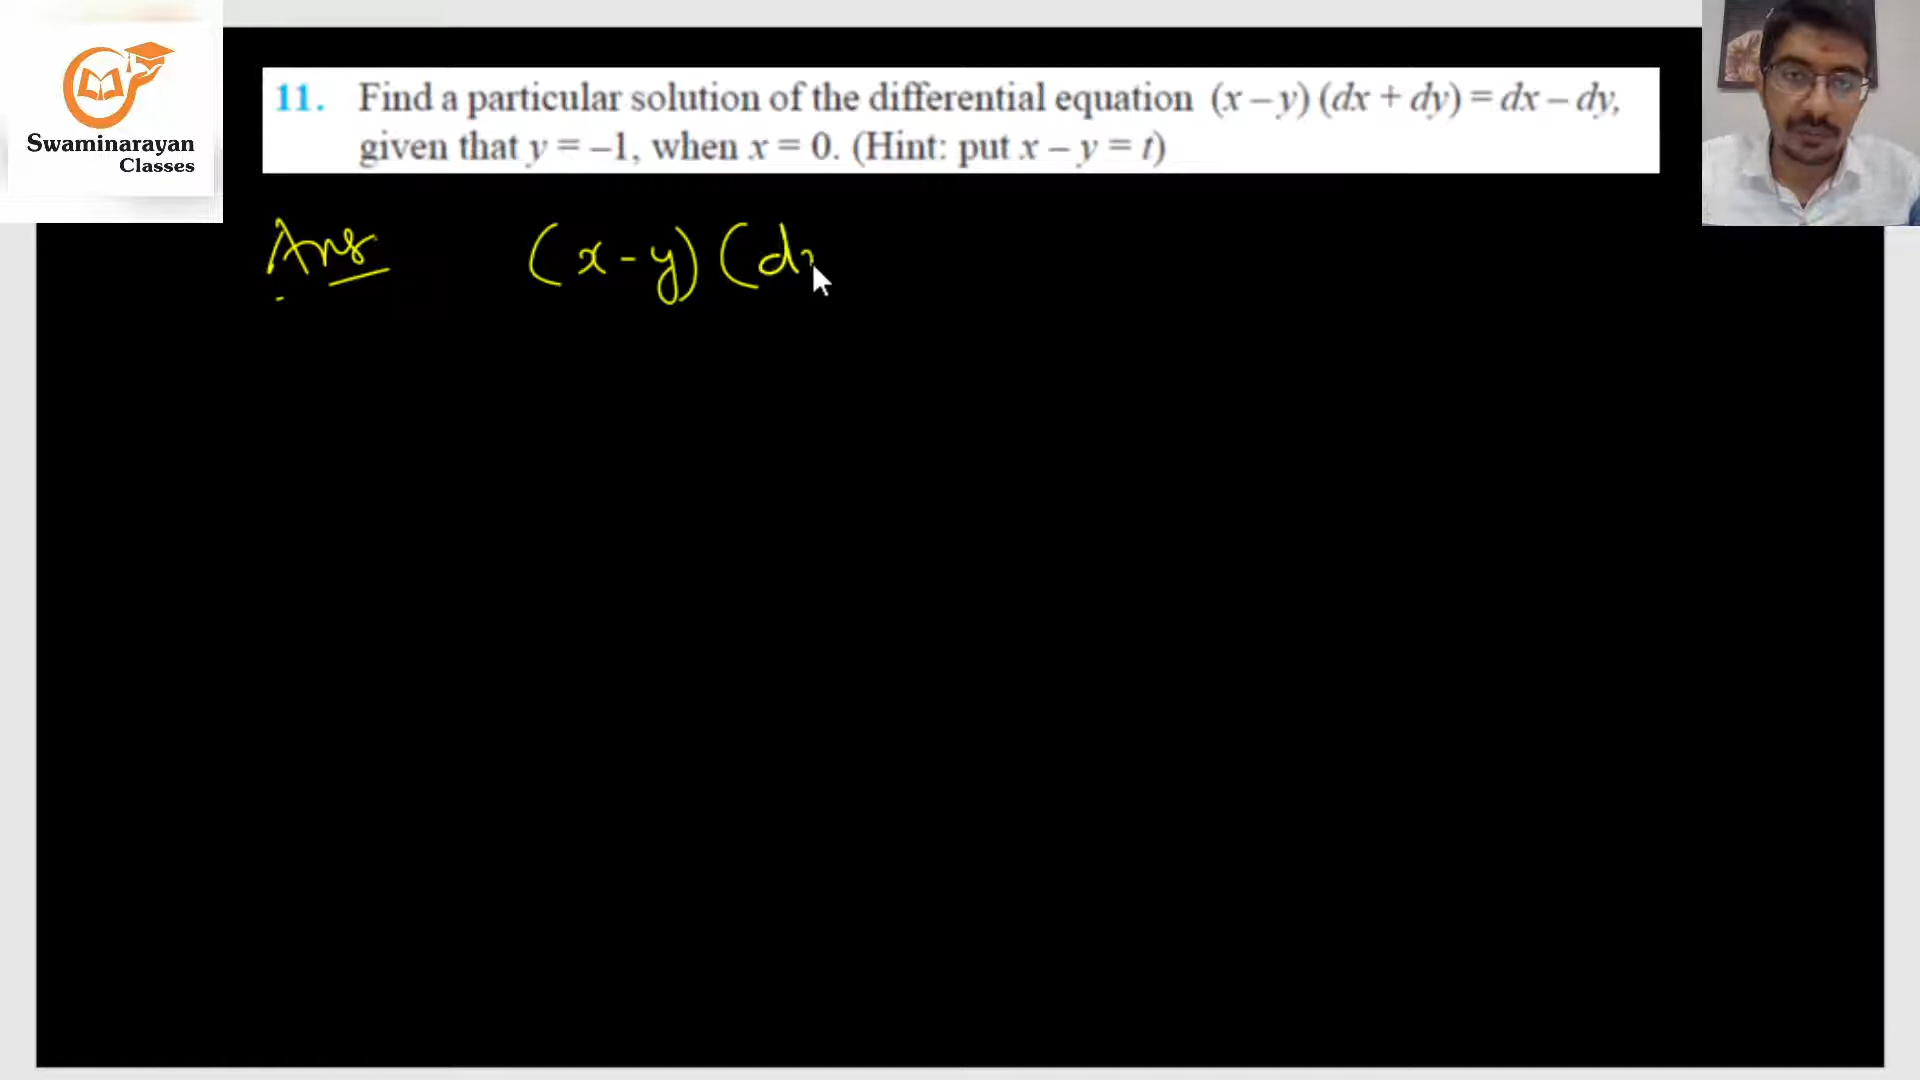 Swaminarayan
Classes
11. Find a particular solution of the differential equation (x – y) (dx + dy) = dx – dy,
given that y = –1, when x = 0. (Hint: put x – y = t)
Ans (x - y) (dx